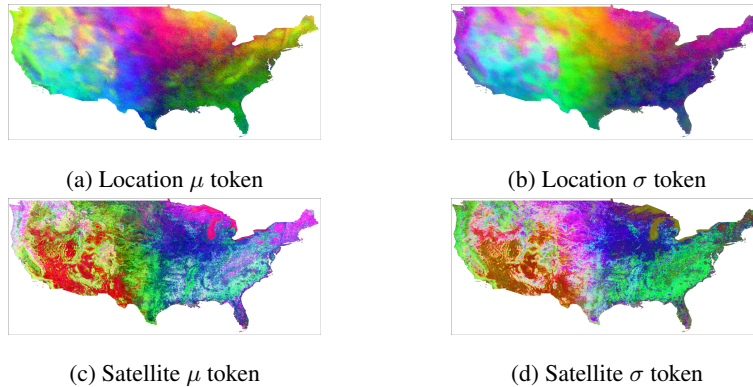 (a) Location μ token
(b) Location σ token
(c) Satellite μ token
(d) Satellite σ token